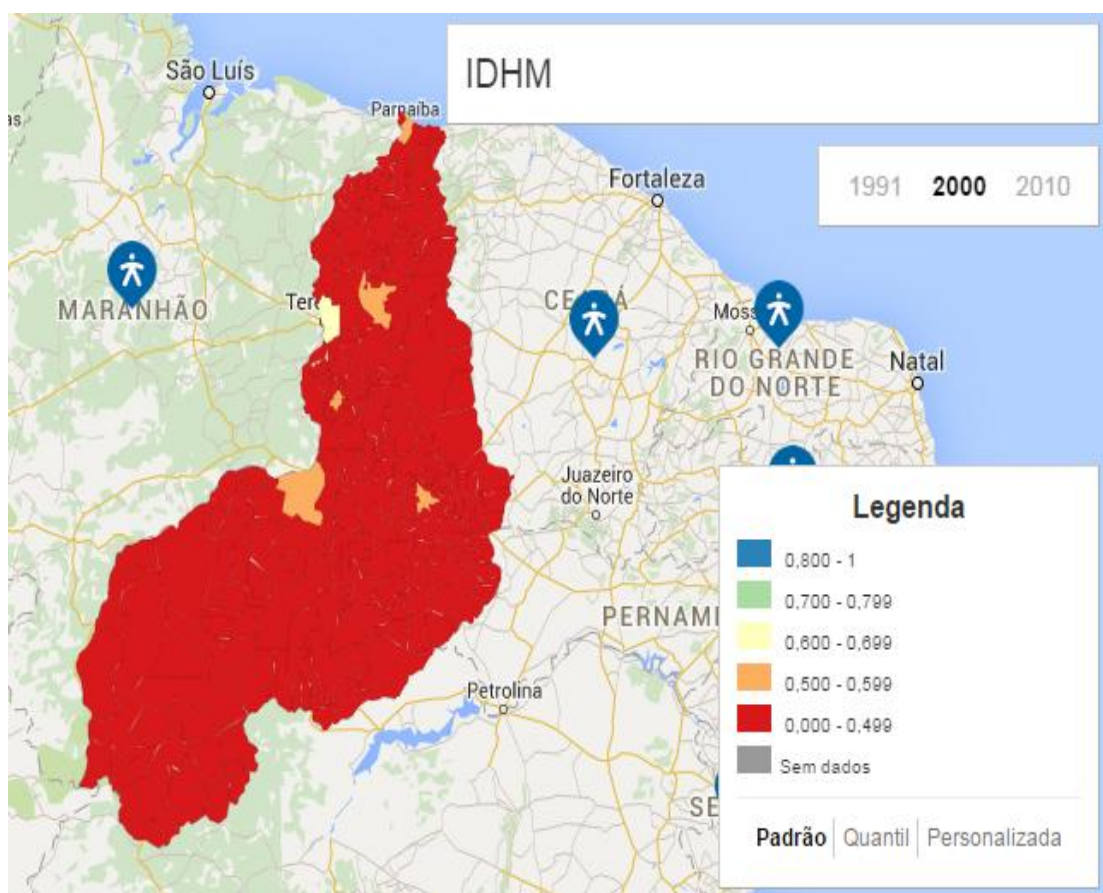 IDHM
1991 2000 2010
São Luís
Parnaíba
Fortaleza
MARANHÃO
CEARÁ
RIO GRANDE
DO NORTE
Natal
Juazeiro
do Norte
Petrolina
Legenda
0,800 - 1
0,700 - 0,799
0,600 - 0,699
0,500 - 0,599
0,000 - 0,499
Sem dados
Padrão Quantil Personalizada